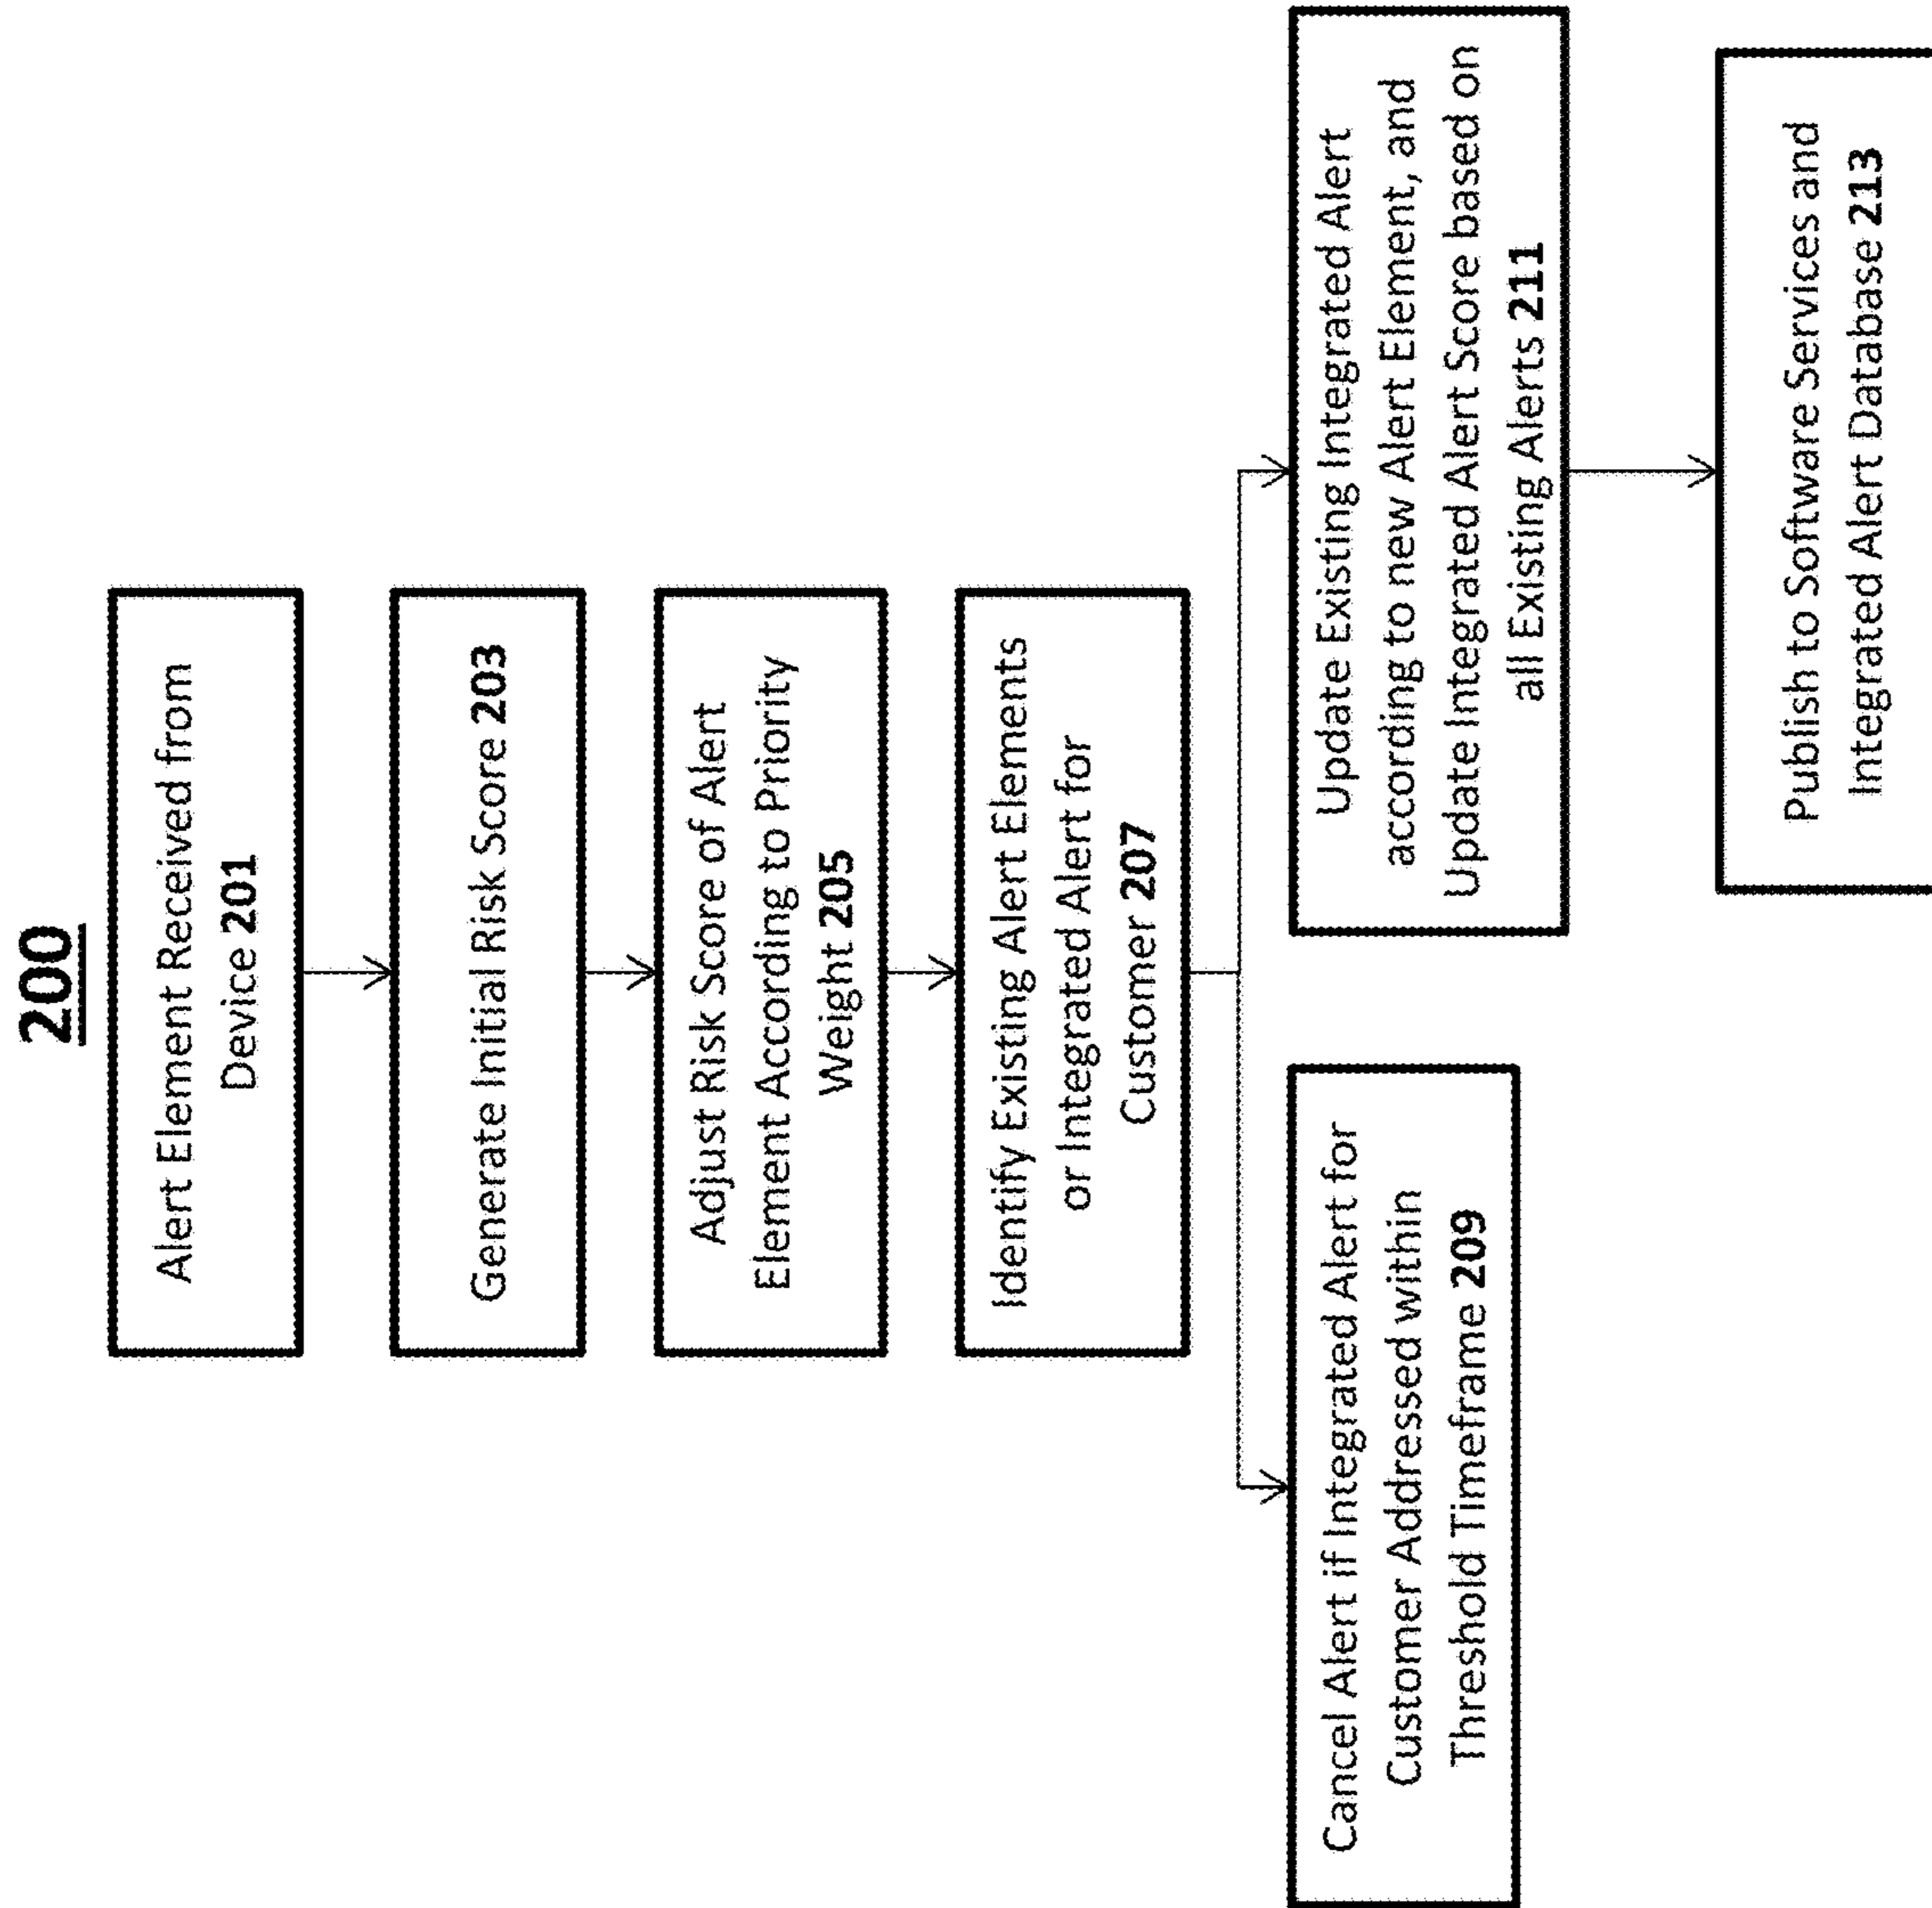 200
Alert Element Received from
Device 201
Generate Initial Risk Score 203
Adjust Risk Score of Alert
Element According to Priority
Weight 205
Identify Existing Alert Elements
or Integrated Alert for
Customer 207
Cancel Alert if Integrated Alert for
Customer Addressed within
Threshold Timeframe 209
Update Existing Integrated Alert
according to new Alert Element, and
Update Integrated Alert Score based on
all Existing Alerts 211
Publish to Software Services and
Integrated Alert Database 213